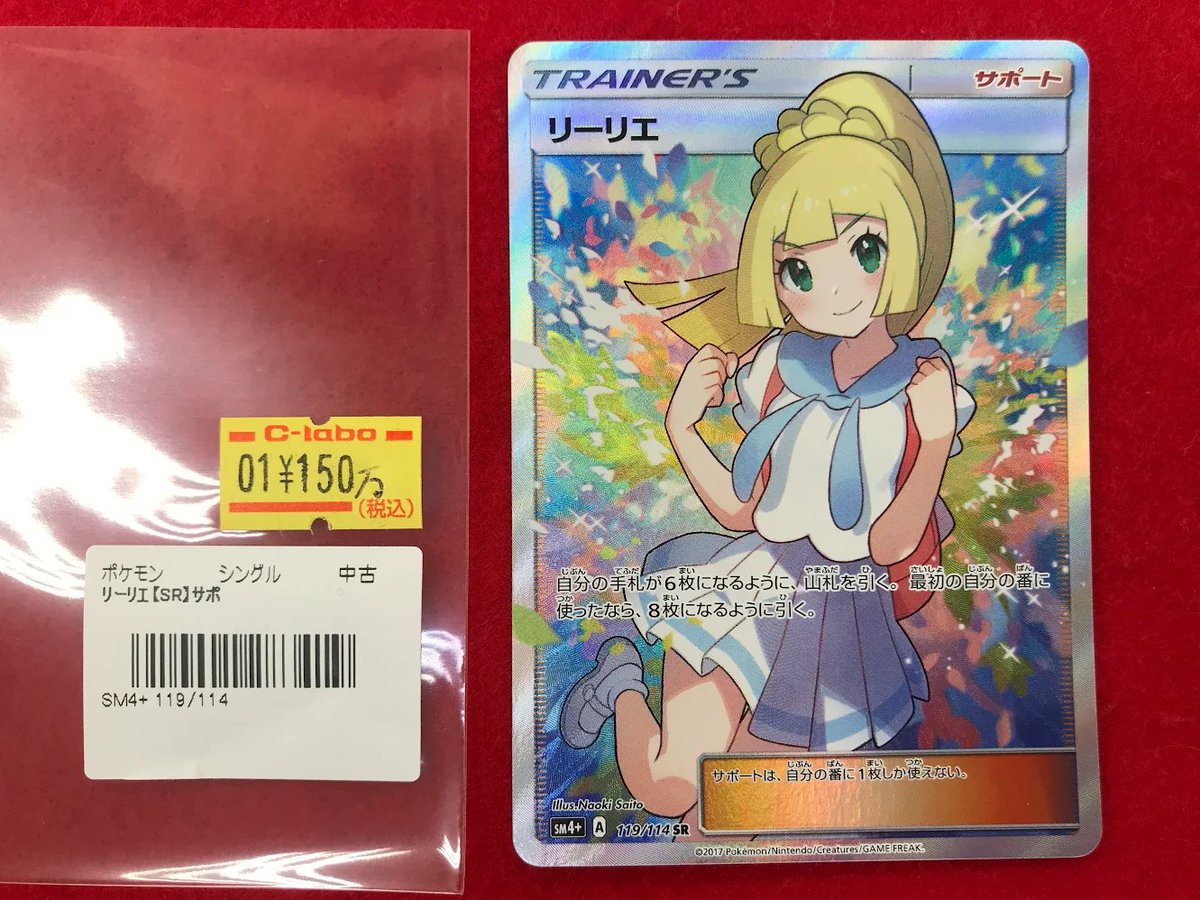 C-labo
01¥150万
(税込)
ポケモン シングル 中古
リーリエ【SR】サポ
SM4+ 119/114
TRAINER'S サポート
リーリエ
自分の手札が6枚になるように、山札を引く。最初の自分の番に
使ったなら、8枚になるように引く。
サポートは、自分の番に1枚しか使えない。
Illus.Naoki Saito
SM4+ A 119/114 SR
©2017 Pokémon/Nintendo/Creatures/GAME FREAK.